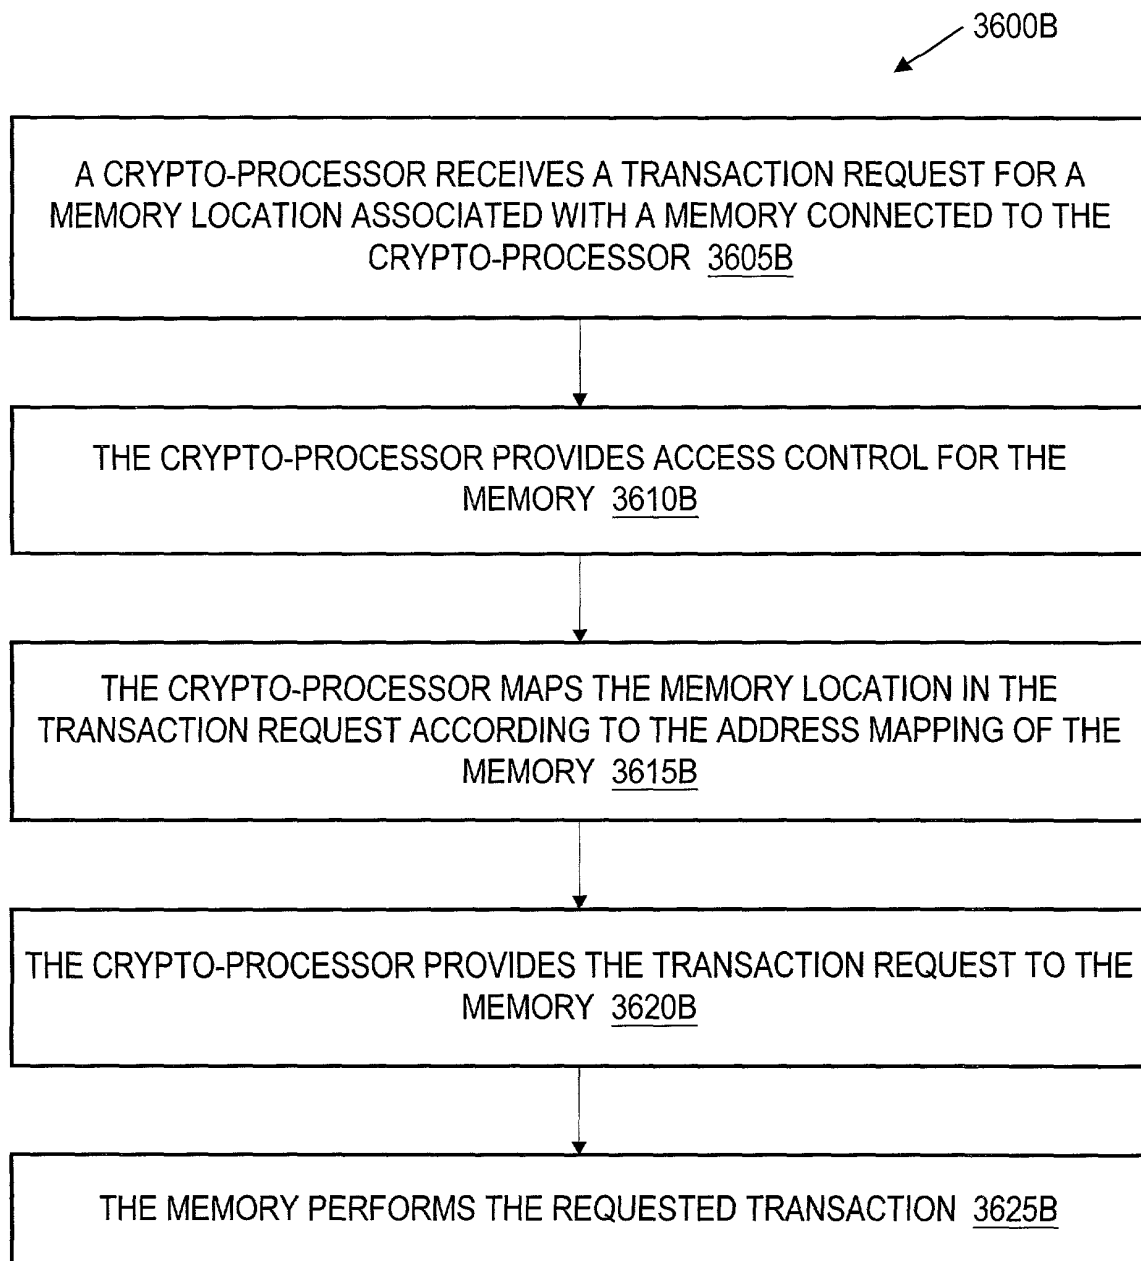 3600B
A CRYPTO-PROCESSOR RECEIVES A TRANSACTION REQUEST FOR A
MEMORY LOCATION ASSOCIATED WITH A MEMORY CONNECTED TO THE
CRYPTO-PROCESSOR 3605B
THE CRYPTO-PROCESSOR PROVIDES ACCESS CONTROL FOR THE
MEMORY 3610B
THE CRYPTO-PROCESSOR MAPS THE MEMORY LOCATION IN THE
TRANSACTION REQUEST ACCORDING TO THE ADDRESS MAPPING OF THE
MEMORY 3615B
THE CRYPTO-PROCESSOR PROVIDES THE TRANSACTION REQUEST TO THE
MEMORY 3620B
THE MEMORY PERFORMS THE REQUESTED TRANSACTION 3625B